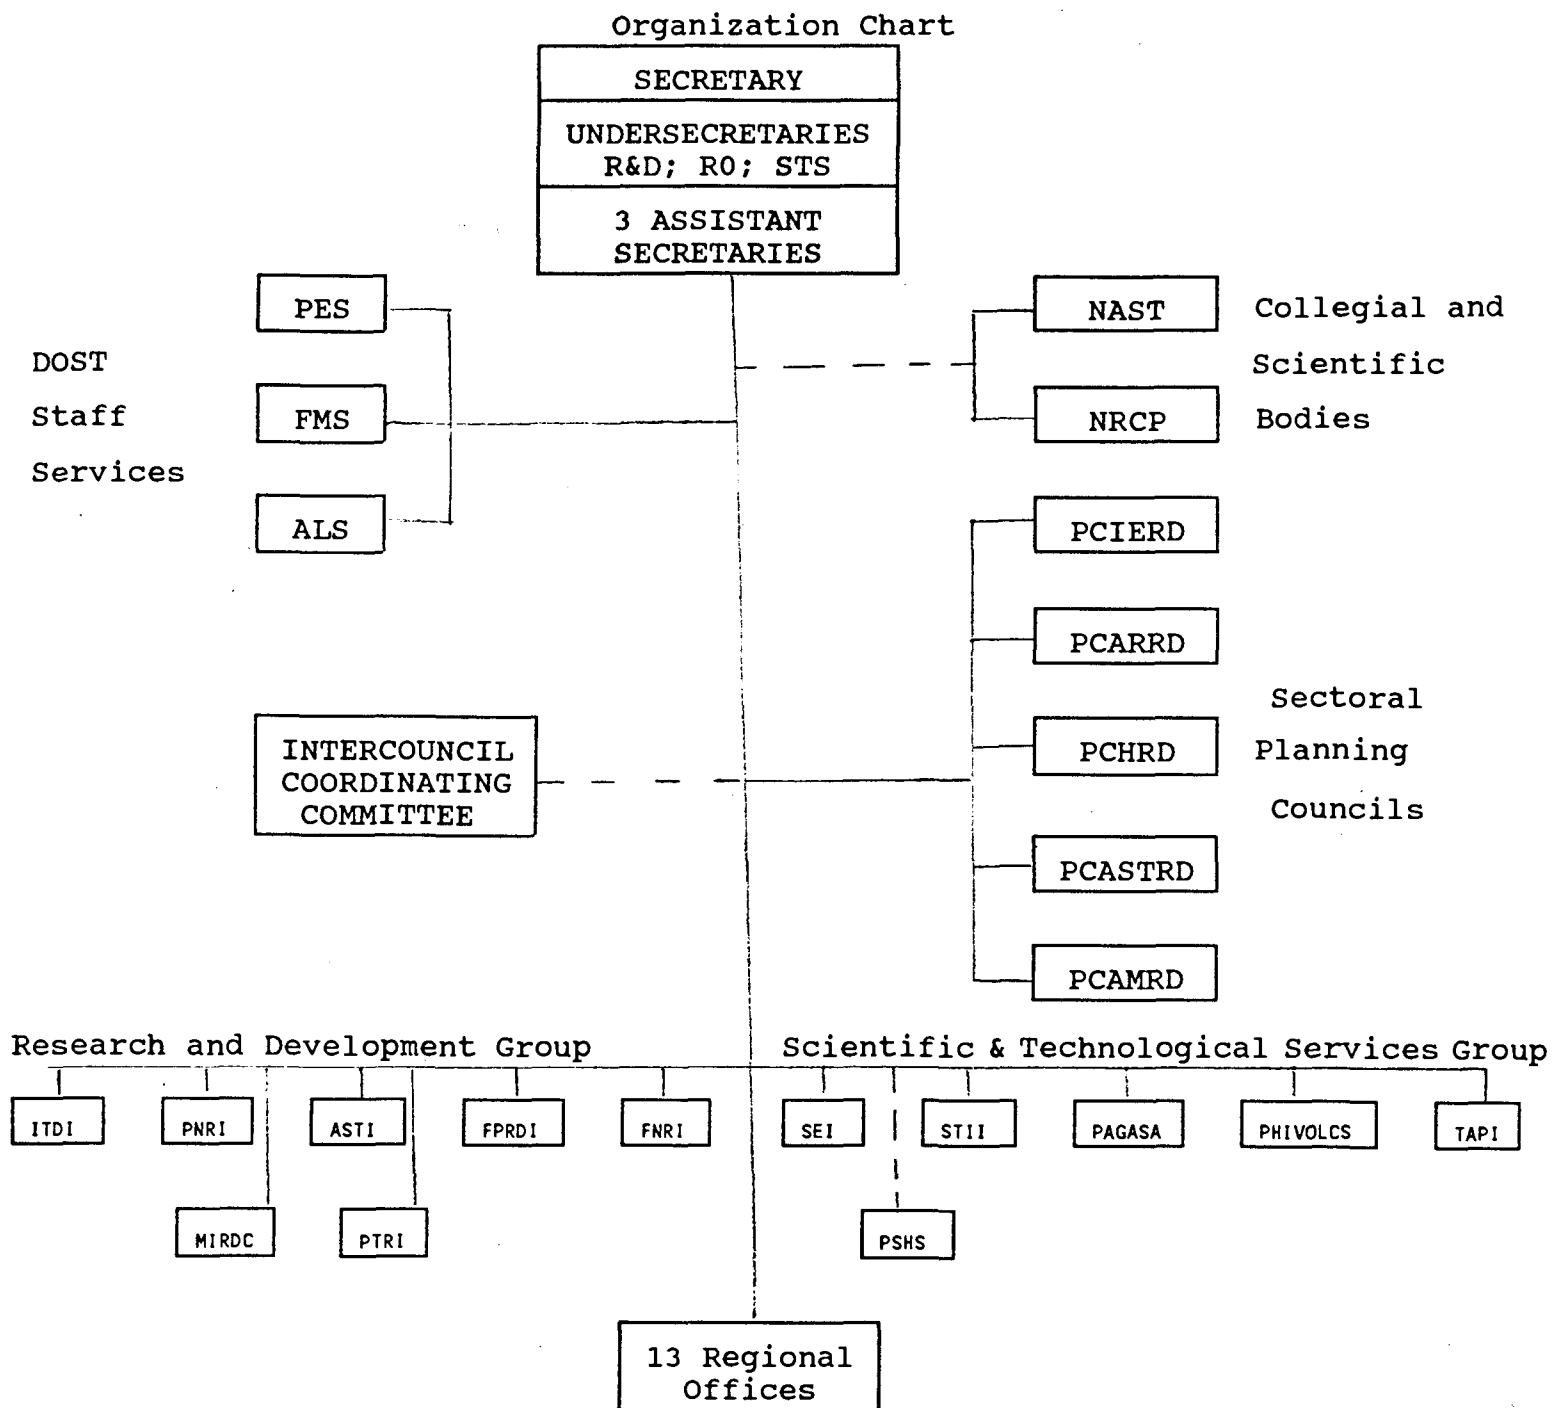 Organization Chart
SECRETARY
UNDERSECRETARIES
R&D; RO; STS
3 ASSISTANT
SECRETARIES
DOST
Staff
Services
PES
FMS
ALS
NAST
NRCP
Collegial and
Scientific
Bodies
INTERCOUNCIL
COORDINATING
COMMITTEE
PCIERD
PCARRD
PCHRD
PCASTRD
PCAMRD
Sectoral
Planning
Councils
Research and Development Group
ITDI
PNRI
ASTI
FPRDI
FNRI
MIRDC
PTRI
Scientific & Technological Services Group
SEI
STII
PAGASA
PHIVOLCS
TAPI
PSHS
13 Regional
Offices